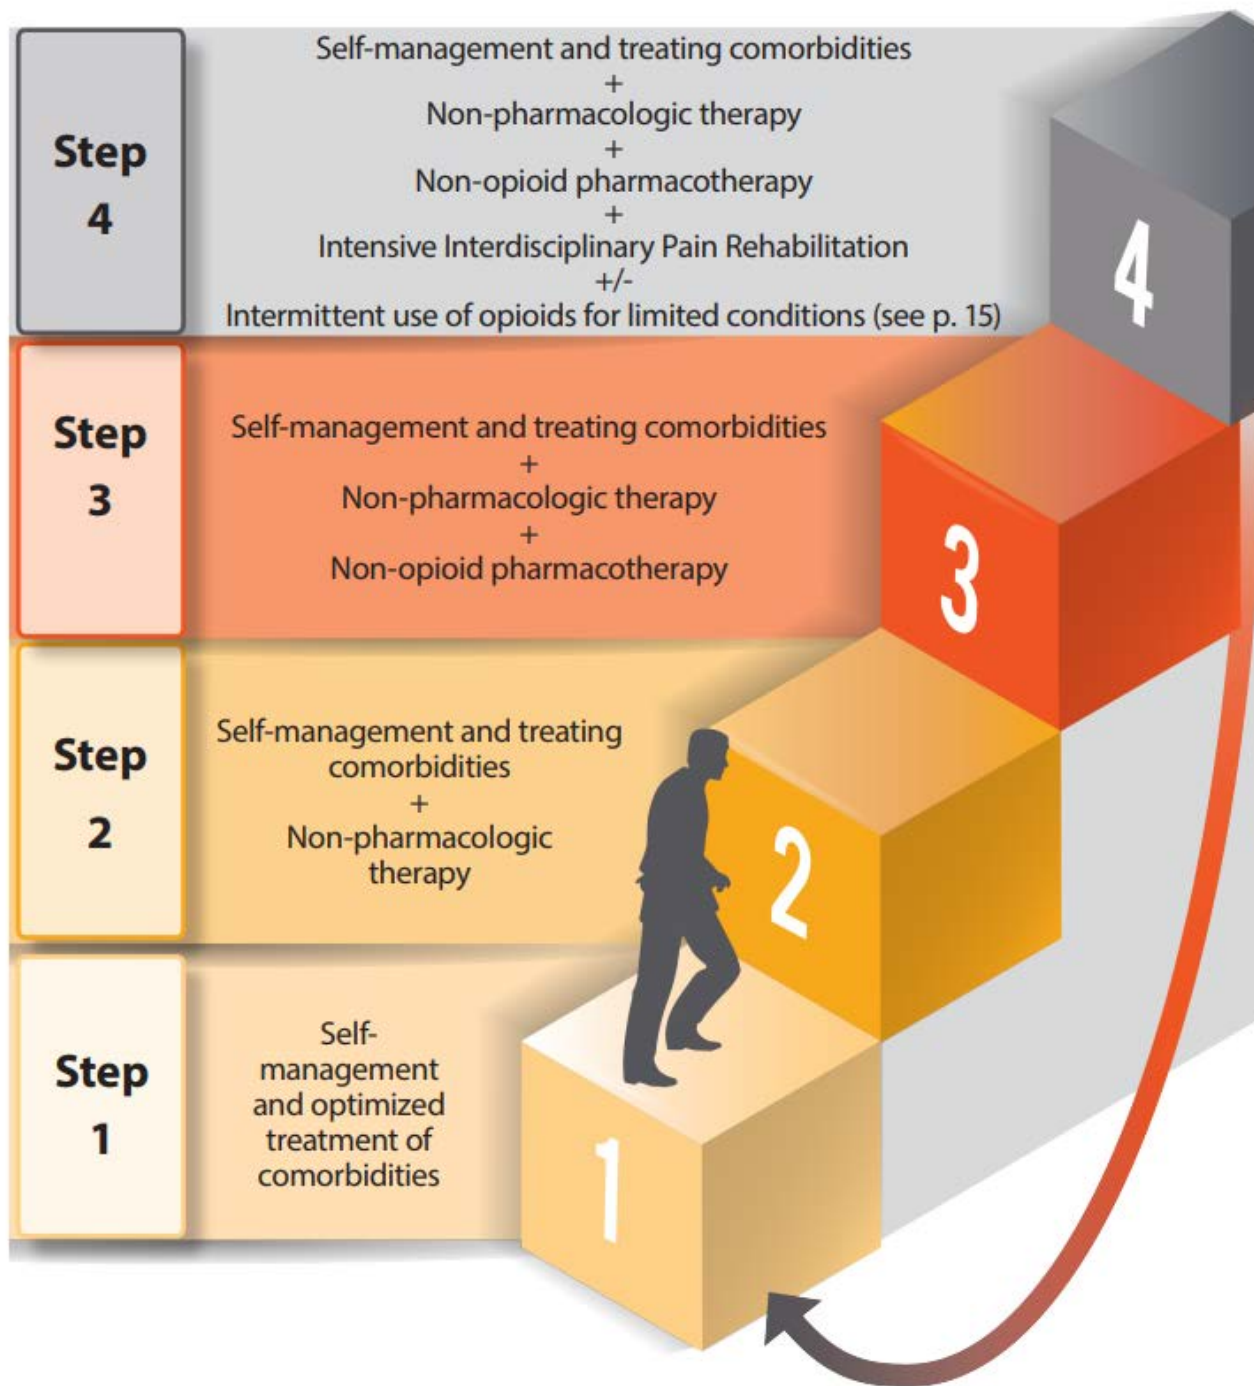 Step
4
Self-management and treating comorbidities
+
Non-pharmacologic therapy
+
Non-opioid pharmacotherapy
+
Intensive Interdisciplinary Pain Rehabilitation
+/-
Intermittent use of opioids for limited conditions (see p. 15)
4
Step
3
Self-management and treating comorbidities
+
Non-pharmacologic therapy
+
Non-opioid pharmacotherapy
3
Step
2
Self-management and treating
comorbidities
+
Non-pharmacologic
therapy
2
Step
1
Self-
management
and optimized
treatment of
comorbidities
1